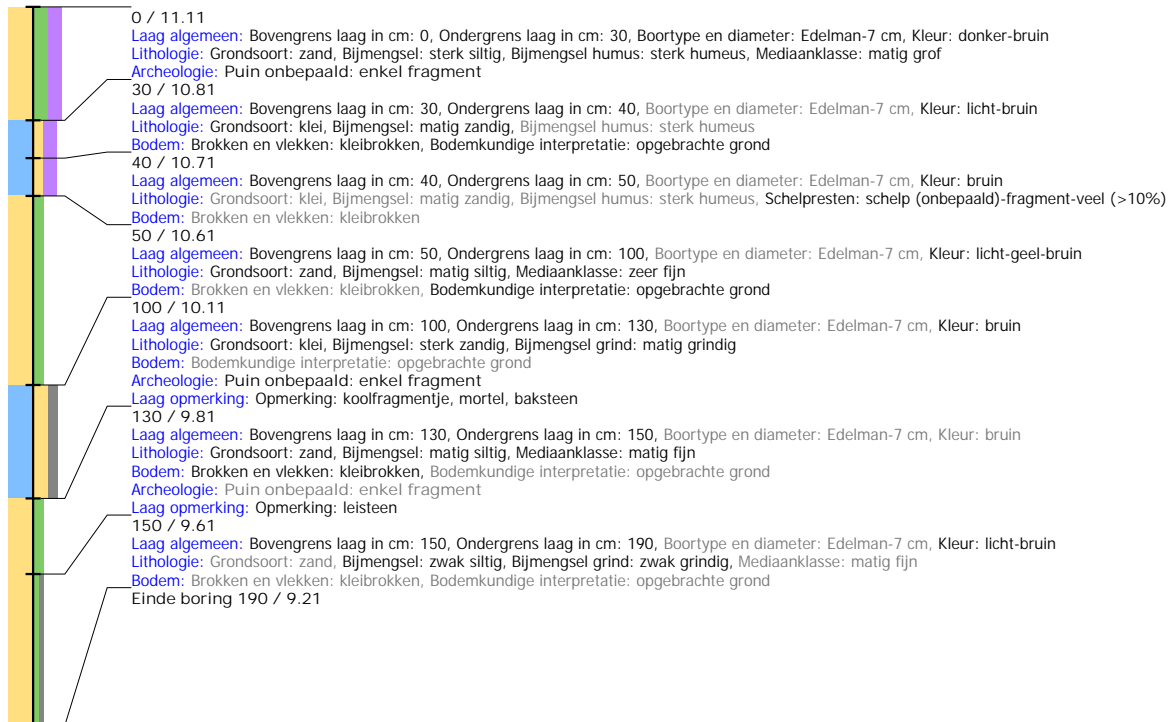 0 / 11.11
Laag algemeen: Bovengrens laag in cm: 0, Ondergrens laag in cm: 30, Boortype en diameter: Edelman-7 cm, Kleur: donker-bruin
Lithologie: Grondsoort: zand, Bijmengsel: sterk siltig, Bijmengsel humus: sterk humeus, Mediaanklasse: matig grof
Archeologie: Puin onbepaald: enkel fragment
30 / 10.81
Laag algemeen: Bovengrens laag in cm: 30, Ondergrens laag in cm: 40, Boortype en diameter: Edelman-7 cm, Kleur: licht-bruin
Lithologie: Grondsoort: klei, Bijmengsel: matig zandig, Bijmengsel humus: sterk humeus
Bodem: Brokken en vlekken: kleibrokken, Bodemkundige interpretatie: opgebrachte grond
40 / 10.71
Laag algemeen: Bovengrens laag in cm: 40, Ondergrens laag in cm: 50, Boortype en diameter: Edelman-7 cm, Kleur: bruin
Lithologie: Grondsoort: klei, Bijmengsel: matig zandig, Bijmengsel humus: sterk humeus, Schelpresten: schelp (onbepaald)-fragment-veel (>10%)
Bodem: Brokken en vlekken: kleibrokken
50 / 10.61
Laag algemeen: Bovengrens laag in cm: 50, Ondergrens laag in cm: 100, Boortype en diameter: Edelman-7 cm, Kleur: licht-geel-bruin
Lithologie: Grondsoort: zand, Bijmengsel: matig siltig, Mediaanklasse: zeer fijn
Bodem: Brokken en vlekken: kleibrokken, Bodemkundige interpretatie: opgebrachte grond
100 / 10.11
Laag algemeen: Bovengrens laag in cm: 100, Ondergrens laag in cm: 130, Boortype en diameter: Edelman-7 cm, Kleur: bruin
Lithologie: Grondsoort: klei, Bijmengsel: sterk zandig, Bijmengsel grind: matig grindig
Bodem: Bodemkundige interpretatie: opgebrachte grond
Archeologie: Puin onbepaald: enkel fragment
Laag opmerking: Opmerking: koolfragmentje, mortel, baksteen
130 / 9.81
Laag algemeen: Bovengrens laag in cm: 130, Ondergrens laag in cm: 150, Boortype en diameter: Edelman-7 cm, Kleur: bruin
Lithologie: Grondsoort: zand, Bijmengsel: matig siltig, Mediaanklasse: matig fijn
Bodem: Brokken en vlekken: kleibrokken, Bodemkundige interpretatie: opgebrachte grond
Archeologie: Puin onbepaald: enkel fragment
Laag opmerking: Opmerking: leisteen
150 / 9.61
Laag algemeen: Bovengrens laag in cm: 150, Ondergrens laag in cm: 190, Boortype en diameter: Edelman-7 cm, Kleur: licht-bruin
Lithologie: Grondsoort: zand, Bijmengsel: zwak siltig, Bijmengsel grind: zwak grindig, Mediaanklasse: matig fijn
Bodem: Brokken en vlekken: kleibrokken, Bodemkundige interpretatie: opgebrachte grond
Einde boring 190 / 9.21